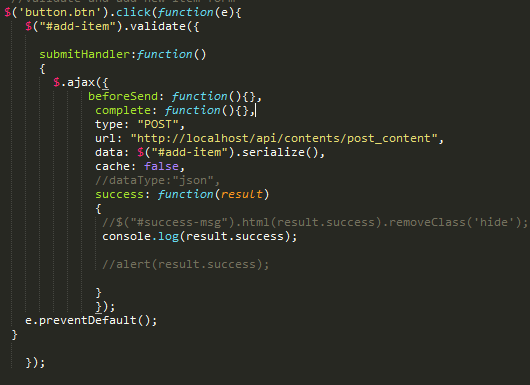 //validate and add new item form
$('button.btn').click(function(e){
$("#add-item").validate({
submitHandler:function()
{
$.ajax({
beforeSend: function(){},
complete: function(){},
type: "POST",
url: "http://localhost/api/contents/post_content",
data: $("#add-item").serialize(),
cache: false,
//dataType:"json",
success: function(result)
{
//$("#success-msg").html(result.success).removeClass('hide');
console.log(result.success);
//alert(result.success);
}
});
e.preventDefault();
}
});